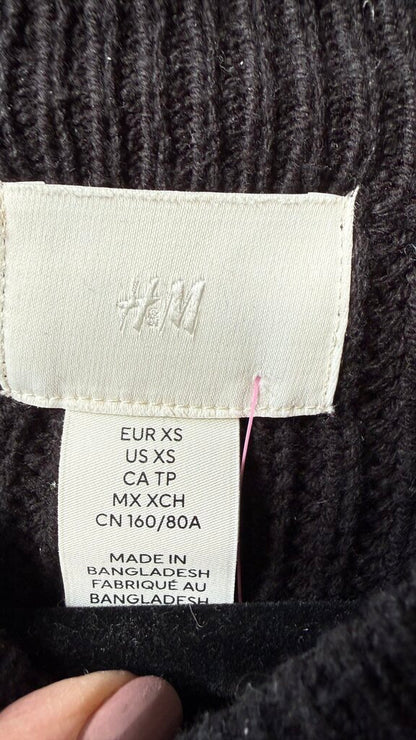 H&M
EUR XS
US XS
CA TP
MX XCH
CN 160/80A
MADE IN
BANGLADESH
FABRIQUÉ AU
BANGLADESH